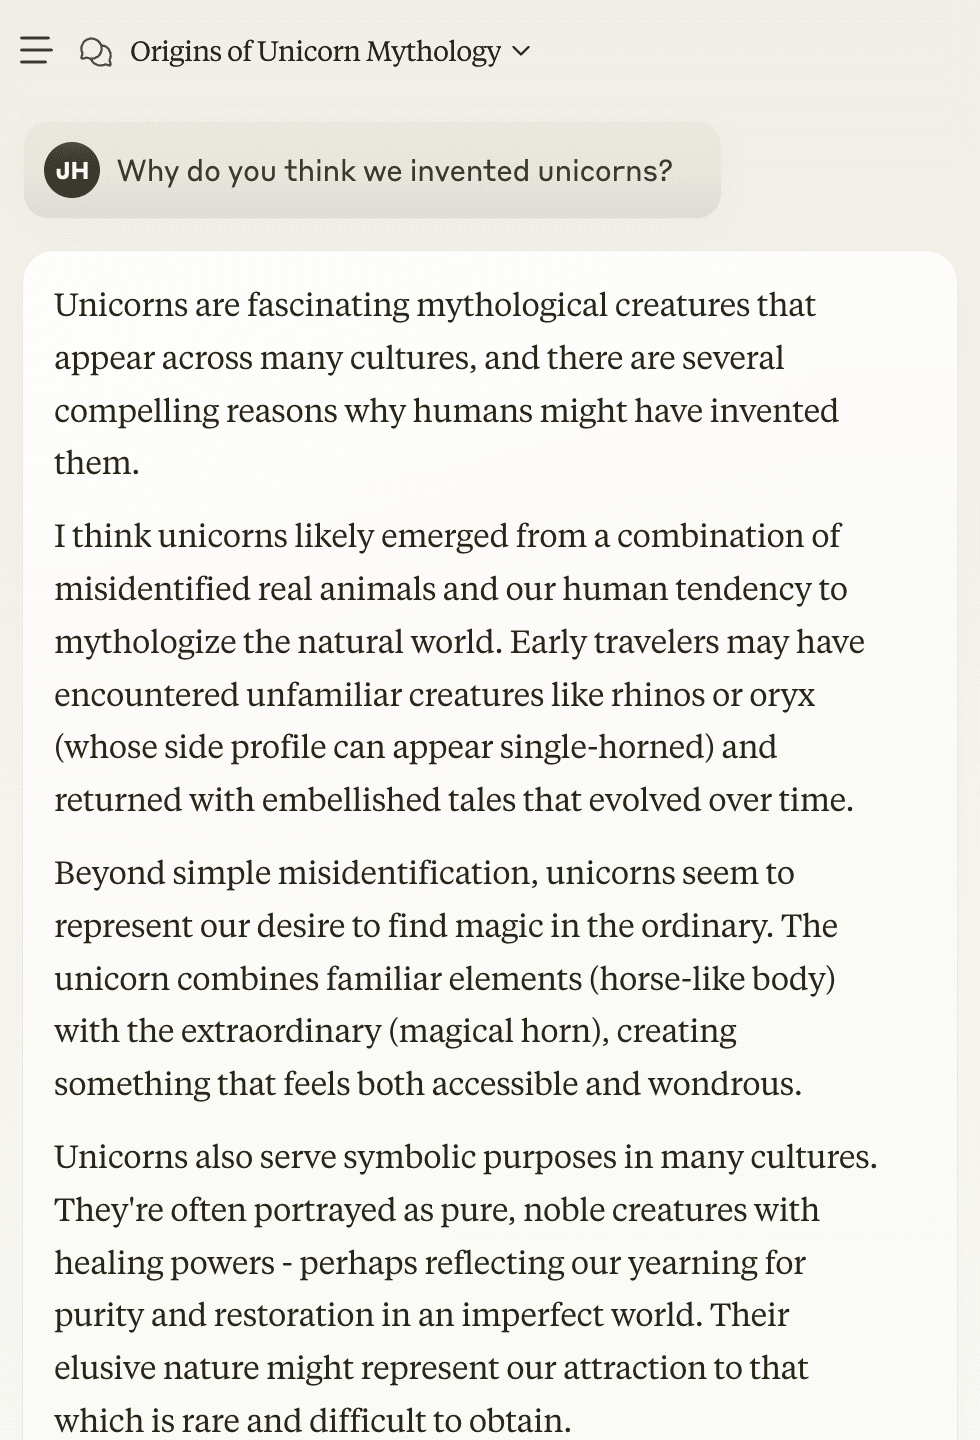 Origins of Unicorn Mythology
JH Why do you think we invented unicorns?
Unicorns are fascinating mythological creatures that
appear across many cultures, and there are several
compelling reasons why humans might have invented
them.
I think unicorns likely emerged from a combination of
misidentified real animals and our human tendency to
mythologize the natural world. Early travelers may have
encountered unfamiliar creatures like rhinos or oryx
(whose side profile can appear single-horned) and
returned with embellished tales that evolved over time.
Beyond simple misidentification, unicorns seem to
represent our desire to find magic in the ordinary. The
unicorn combines familiar elements (horse-like body)
with the extraordinary (magical horn), creating
something that feels both accessible and wondrous.
Unicorns also serve symbolic purposes in many cultures.
They're often portrayed as pure, noble creatures with
healing powers - perhaps reflecting our yearning for
purity and restoration in an imperfect world. Their
elusive nature might represent our attraction to that
which is rare and difficult to obtain.